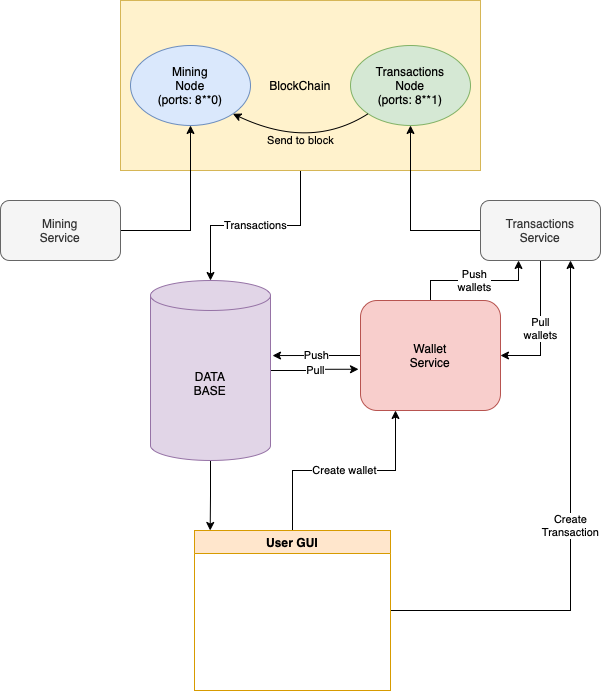 Mining
Node
(ports: 8**0)
BlockChain
Transactions
Node
(ports: 8**1)
Send to block
Mining
Service
Transactions
Service
Transactions
Push
wallets
Pull
wallets
DATA
BASE
Push
Pull
Wallet
Service
Create wallet
Create
Transaction
User GUI